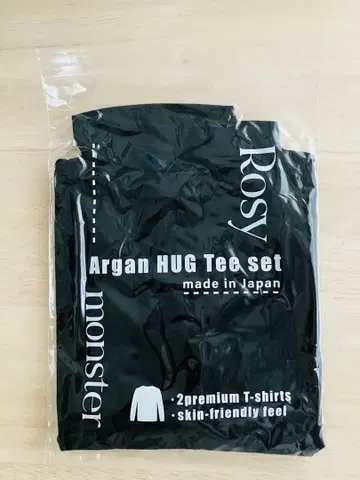 Rosy
Argan HUG Tee set
made in Japan
monster
・2premium T-shirts
・skin-friendly feel